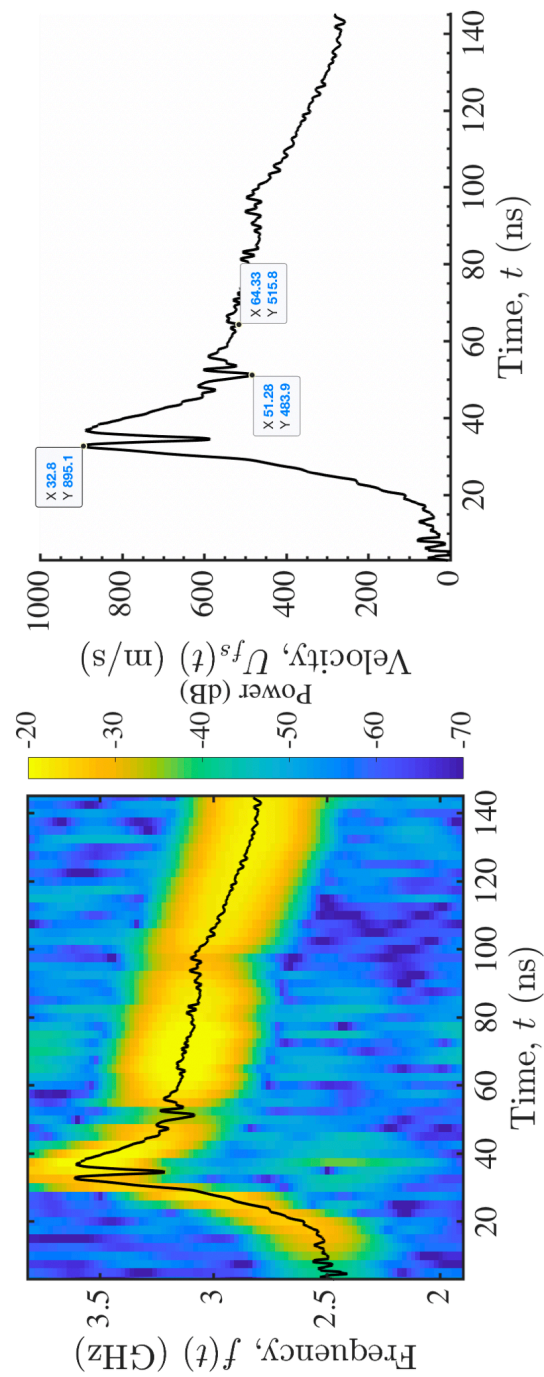 Frequency, f(t) (GHz)
3.5
3
2.5
2
20 40 60 80 100 120 140
Time, t (ns)
-20
-30
-40
-50
-60
-70
Power (dB)
Velocity, U_fs(t) (m/s)
1000
800
600
400
200
0
X 32.8
Y 895.1
X 51.28
Y 483.9
X 64.33
Y 515.8
20 40 60 80 100 120 140
Time, t (ns)